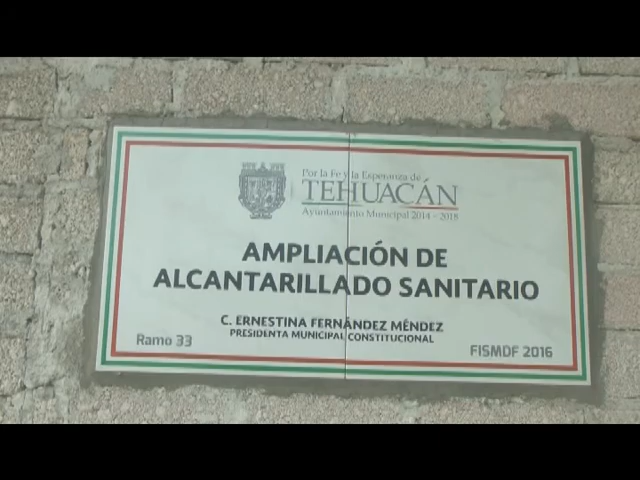 Por la Fe y la Esperanza de
TEHUACÁN
Ayuntamiento Municipal 2014 - 2018
AMPLIACIÓN DE
ALCANTARILLADO SANITARIO
C. ERNESTINA FERNÁNDEZ MÉNDEZ
PRESIDENTA MUNICIPAL CONSTITUCIONAL
Ramo 33
FISMDF 2016